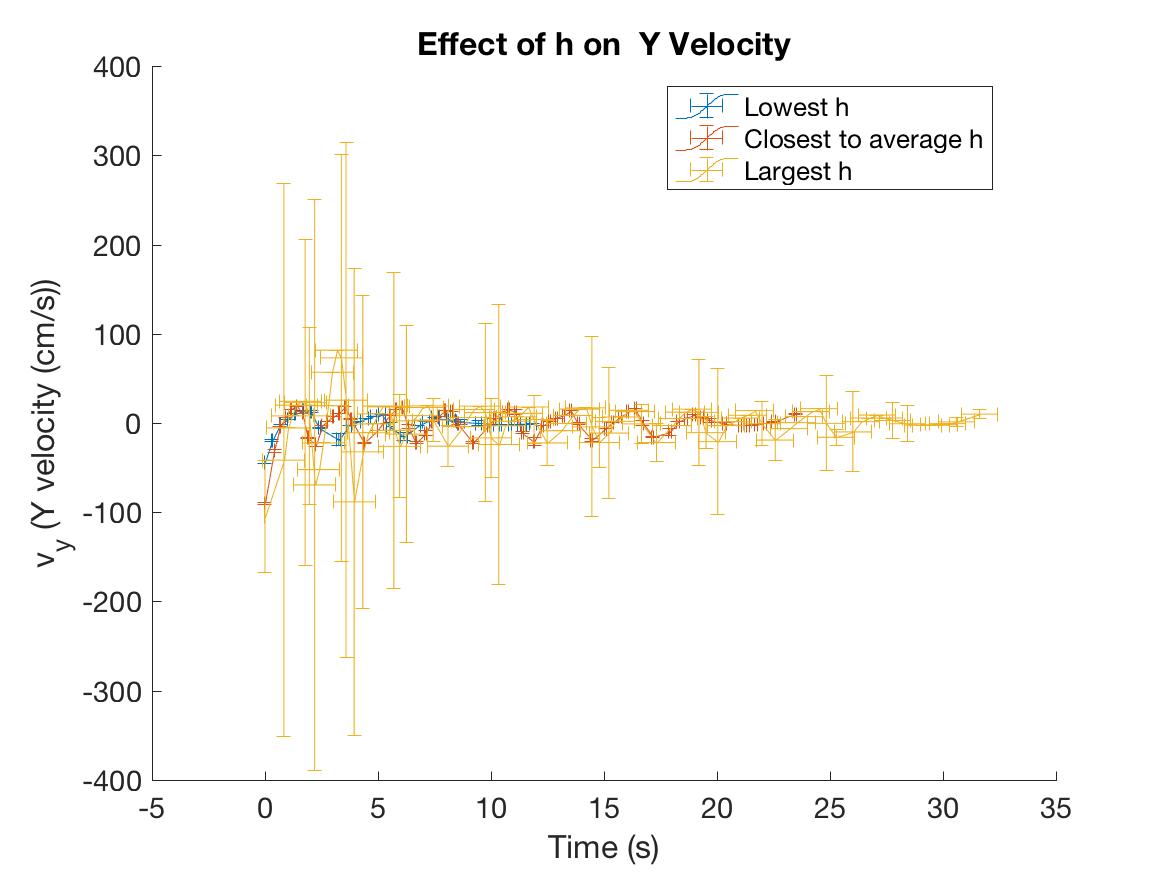 Effect of h on  Y Velocity
400
300
200
100
0
-100
-200
-300
-400
v_y (Y velocity (cm/s))
Lowest h
Closest to average h
Largest h
-5 0 5 10 15 20 25 30 35
Time (s)